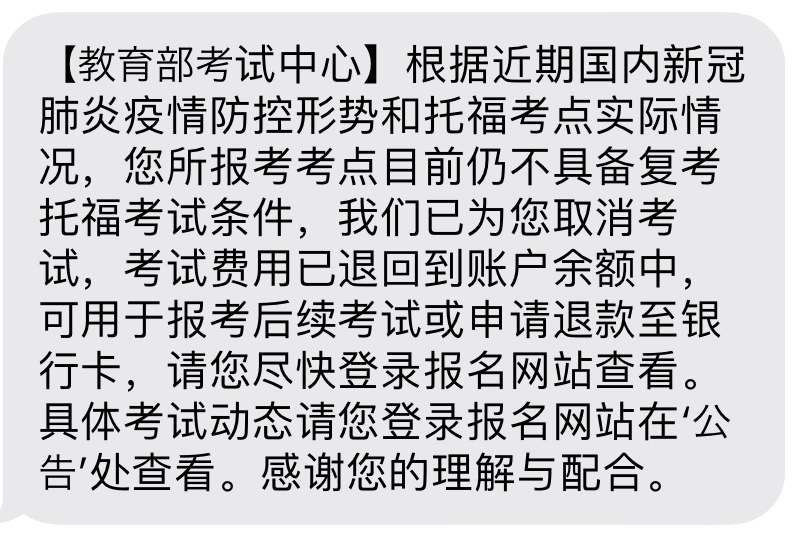 【教育部考试中心】根据近期国内新冠
肺炎疫情防控形势和托福考点实际情
况，您所报考考点目前仍不具备复考
托福考试条件，我们已为您取消考
试，考试费用已退回到账户余额中，
可用于报考后续考试或申请退款至银
行卡，请您尽快登录报名网站查看。
具体考试动态请您登录报名网站在‘公
告’处查看。感谢您的理解与配合。